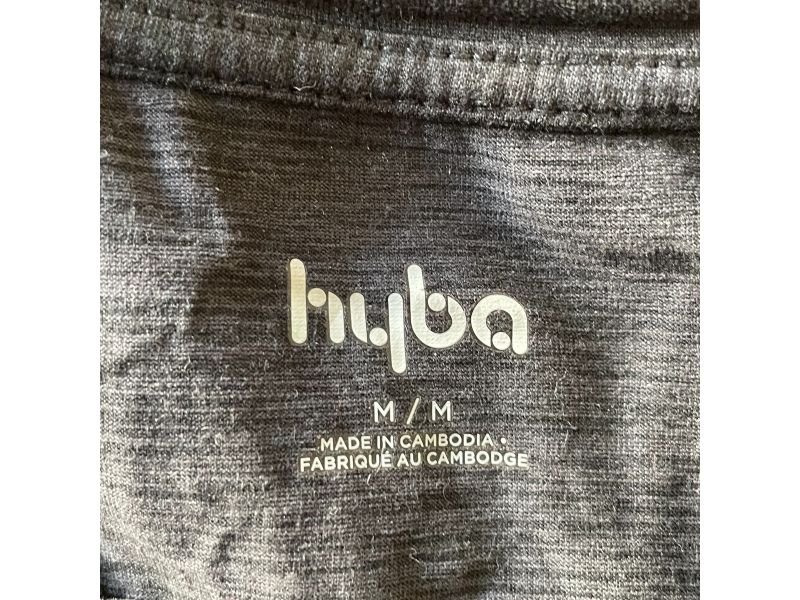 hyba
M / M
MADE IN CAMBODIA •
FABRIQUÉ AU CAMBODGE